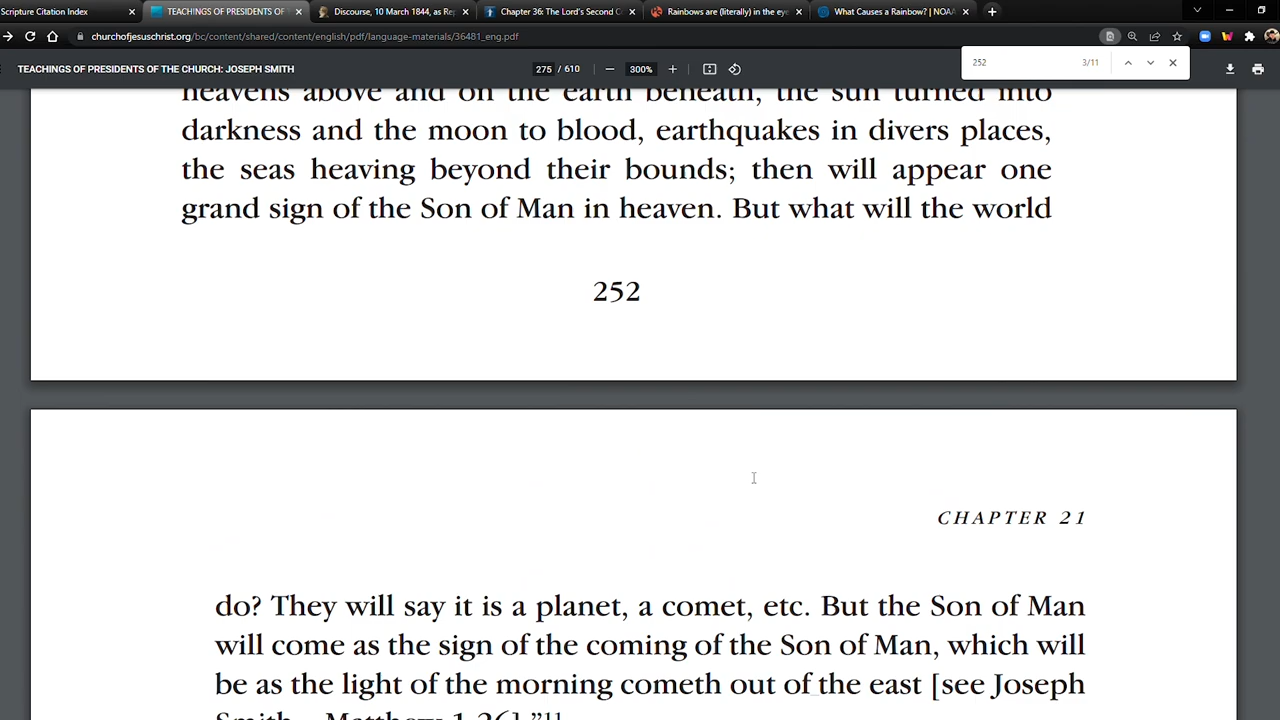 Scripture Citation Index
TEACHINGS OF PRESIDENTS OF
Discourse, 10 March 1844, as Re
Chapter 36: The Lord's Second C
Rainbows are (literally) in the eye
What Causes a Rainbow? | NOAA
churchofjesuschrist.org/bc/content/shared/content/english/pdf/language-materials/36481_eng.pdf
TEACHINGS OF PRESIDENTS OF THE CHURCH: JOSEPH SMITH
275 / 610
300%
252
3/11
heavens above and on the earth beneath, the sun turned into
darkness and the moon to blood, earthquakes in divers places,
the seas heaving beyond their bounds; then will appear one
grand sign of the Son of Man in heaven. But what will the world
252
CHAPTER 21
do? They will say it is a planet, a comet, etc. But the Son of Man
will come as the sign of the coming of the Son of Man, which will
be as the light of the morning cometh out of the east [see Joseph
Smith—Matthew 1:26]."11